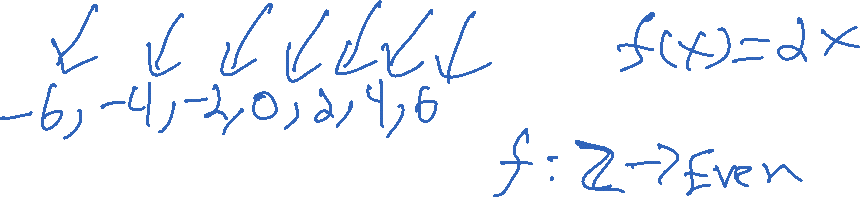 f(x)=2x
-6, -4, -2, 0, 2, 4, 6
f: ℤ→Even